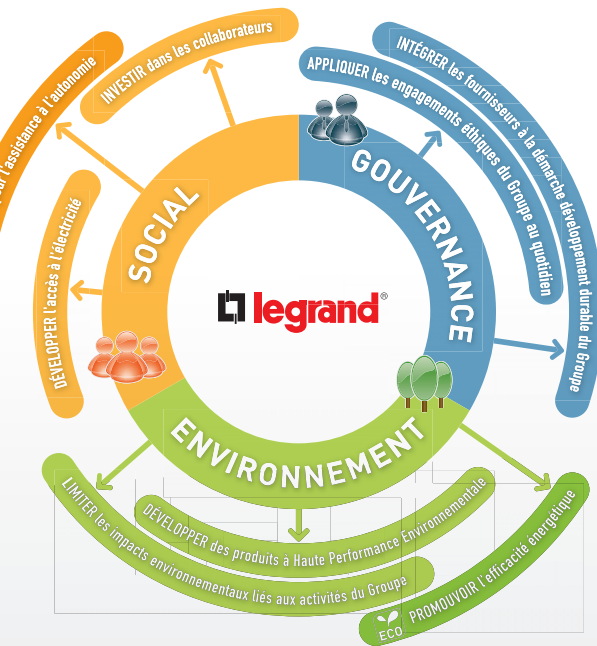 our l'assistance à l'autonomie
INVESTIR dans les collaborateurs
DÉVELOPPER l'accès à l'électricité
SOCIAL
INTÉGRER les fournisseurs à la démarche développement durable du Groupe
APPLIQUER les engagements éthiques du Groupe au quotidien
GOUVERNANCE
legrand®
ENVIRONNEMENT
DÉVELOPPER des produits à Haute Performance Environnementale
LIMITER les impacts environnementaux liés aux activités du Groupe
ECO PROMOUVOIR l'efficacité énergétique